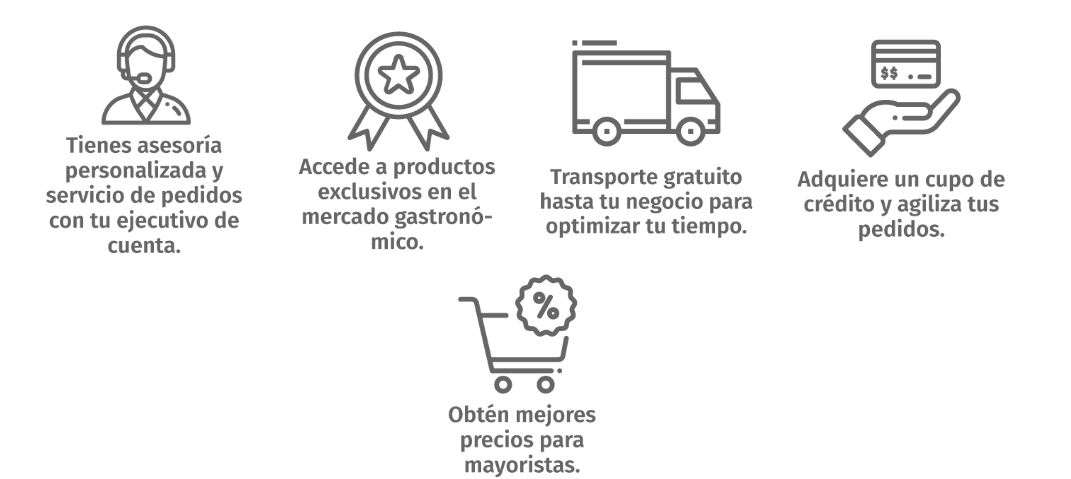 Tienes asesoría
personalizada y
servicio de pedidos
con tu ejecutivo de
cuenta.
Accede a productos
exclusivos en el
mercado gastronó-
mico.
Transporte gratuito
hasta tu negocio para
optimizar tu tiempo.
$$
Adquiere un cupo de
crédito y agiliza tus
pedidos.
%
Obtén mejores
precios para
mayoristas.